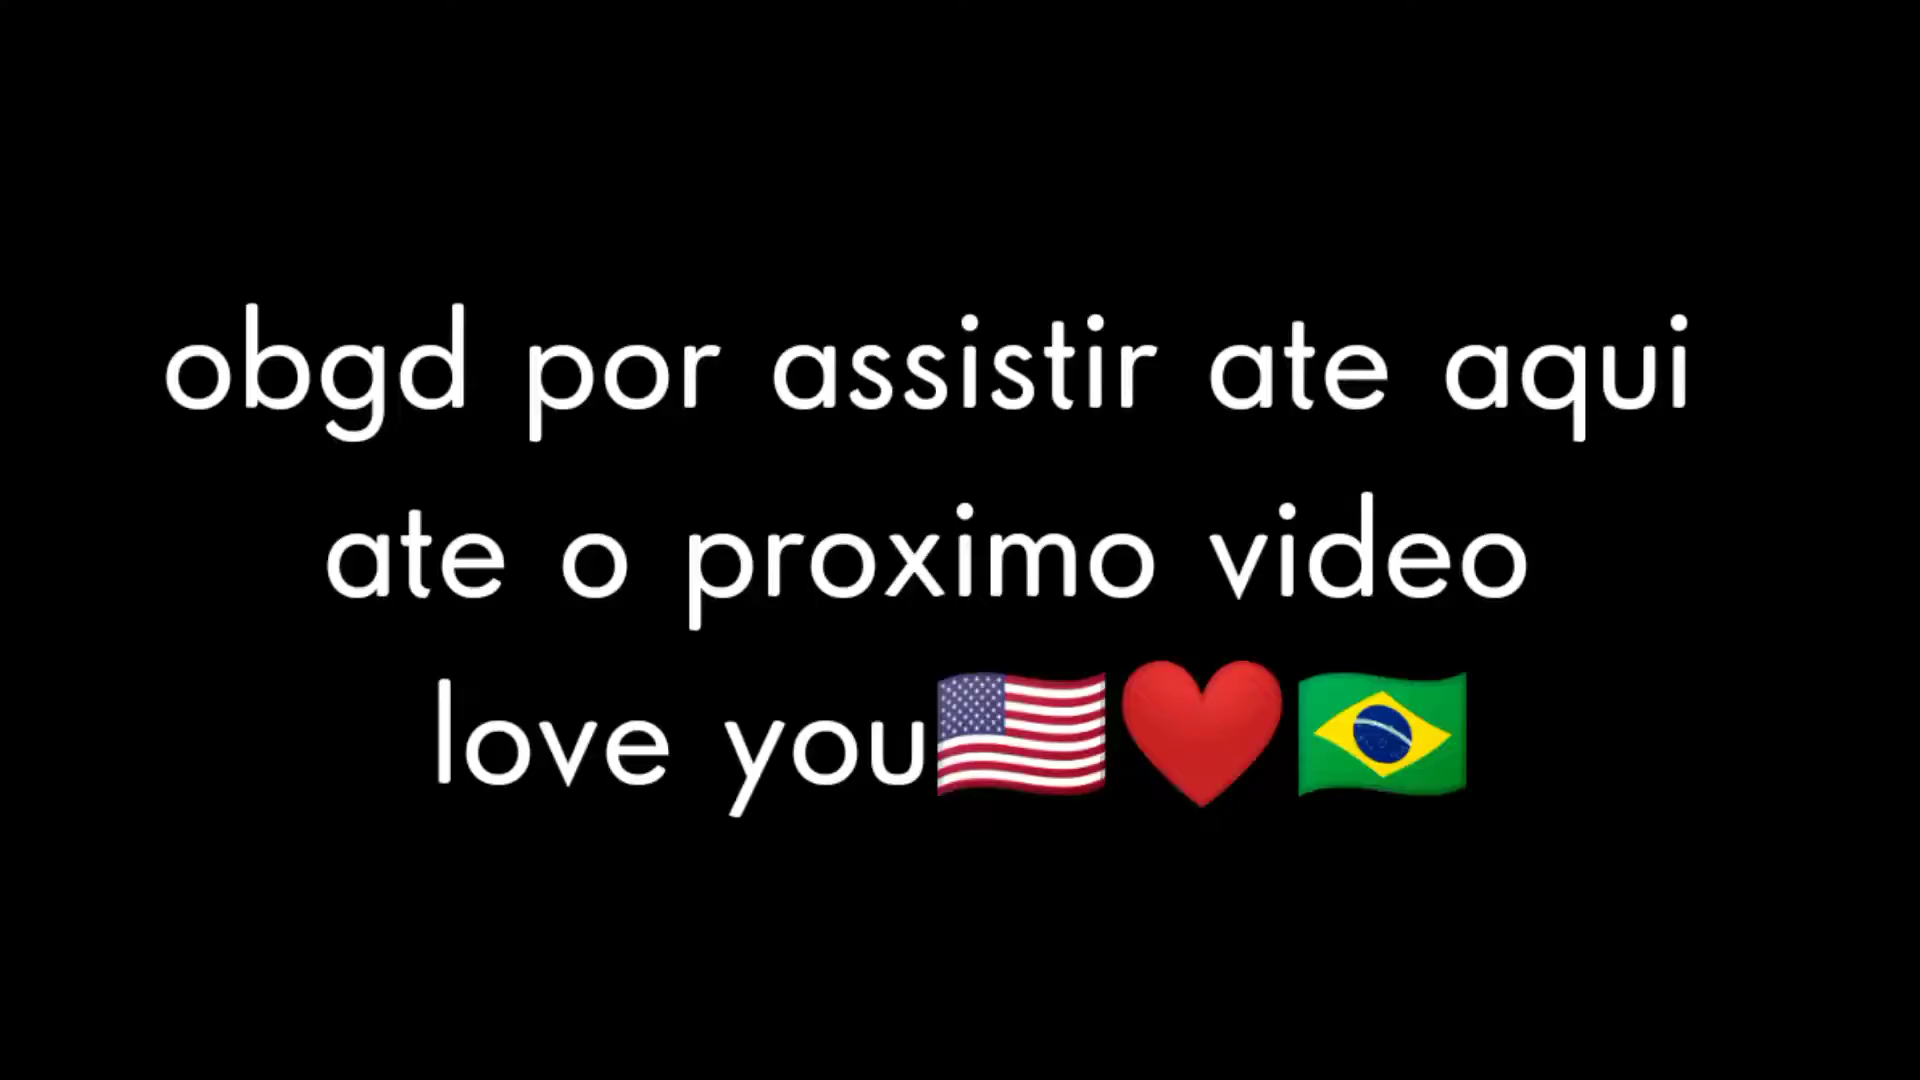 obgd por assistir ate aqui
ate o proximo video
love you🇺🇸❤️🇧🇷